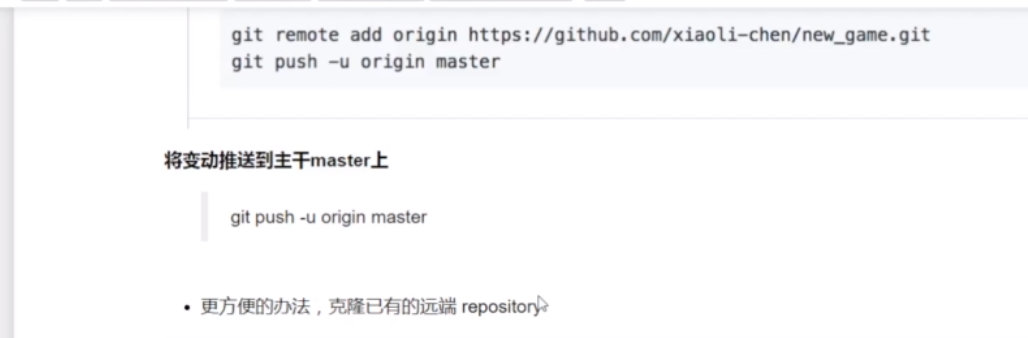 git remote add origin https://github.com/xiaoli-chen/new_game.git
git push -u origin master
将变动推送到主干master上
git push -u origin master
更方便的办法，克隆已有的远端 repository